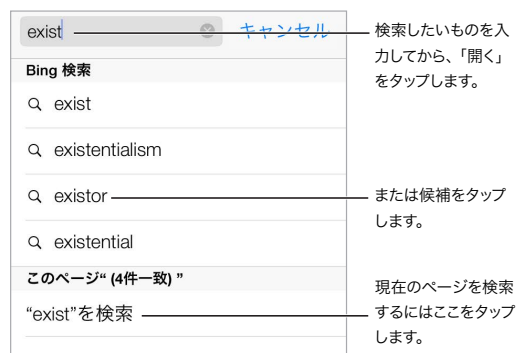 exist キャンセル
Bing 検索
exist
existentialism
existor
existential
このページ“ (4件一致) ”
“exist”を検索
検索したいものを入
力してから、「開く」
をタップします。
または候補をタップ
します。
現在のページを検索
するにはここをタップ
します。